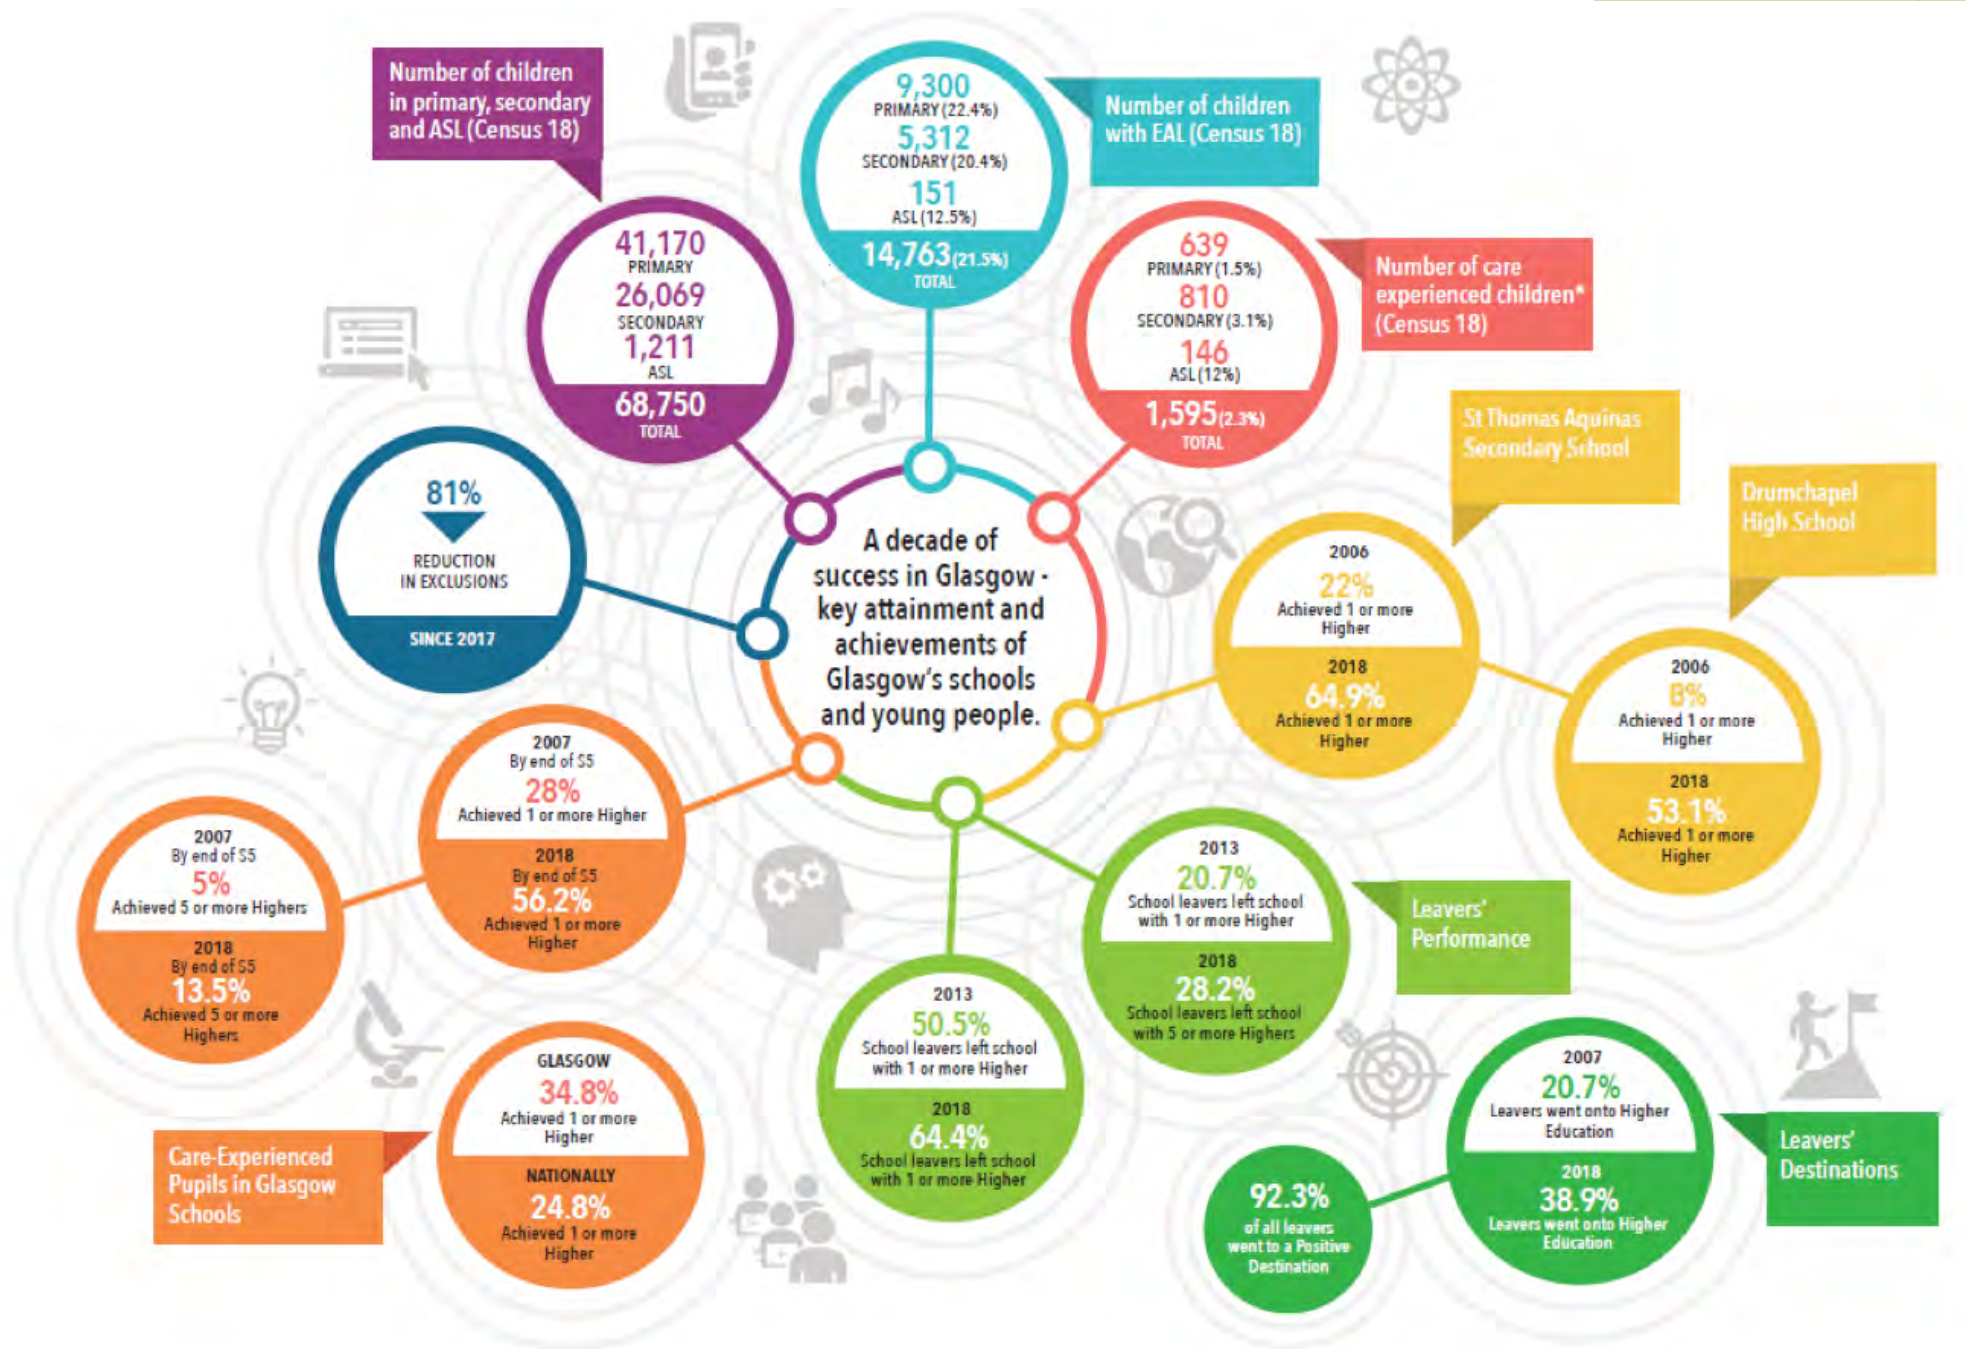 Number of children
in primary, secondary
and ASL (Census 18)
41,170
PRIMARY
26,069
SECONDARY
1,211
ASL
68,750
TOTAL
9,300
PRIMARY (22.4%)
5,312
SECONDARY (20.4%)
151
ASL (12.5%)
14,763 (21.5%)
TOTAL
Number of children
with EAL (Census 18)
639
PRIMARY (1.5%)
810
SECONDARY (3.1%)
146
ASL (12%)
1,595 (2.3%)
TOTAL
Number of care
experienced children*
(Census 18)
81%
REDUCTION
IN EXCLUSIONS
SINCE 2017
A decade of
success in Glasgow -
key attainment and
achievements of
Glasgow's schools
and young people.
St Thomas Aquinas
Secondary School
2006
22%
Achieved 1 or more
Higher
2018
64.9%
Achieved 1 or more
Higher
Drumchapel
High School
2006
8%
Achieved 1 or more
Higher
2018
53.1%
Achieved 1 or more
Higher
2007
By end of S5
28%
Achieved 1 or more Higher
2018
By end of S5
56.2%
Achieved 1 or more
Higher
2007
By end of S5
5%
Achieved 5 or more Highers
2018
By end of S5
13.5%
Achieved 5 or more
Highers
2013
20.7%
School leavers left school
with 1 or more Higher
2018
28.2%
School leavers left school
with 5 or more Highers
Leavers'
Performance
2013
50.5%
School leavers left school
with 1 or more Higher
2018
64.4%
School leavers left school
with 1 or more Higher
Care-Experienced
Pupils in Glasgow
Schools
GLASGOW
34.8%
Achieved 1 or more
Higher
NATIONALLY
24.8%
Achieved 1 or more
Higher
92.3%
of all leavers
went to a Positive
Destination
2007
20.7%
Leavers went onto Higher
Education
2018
38.9%
Leavers went onto Higher
Education
Leavers'
Destinations